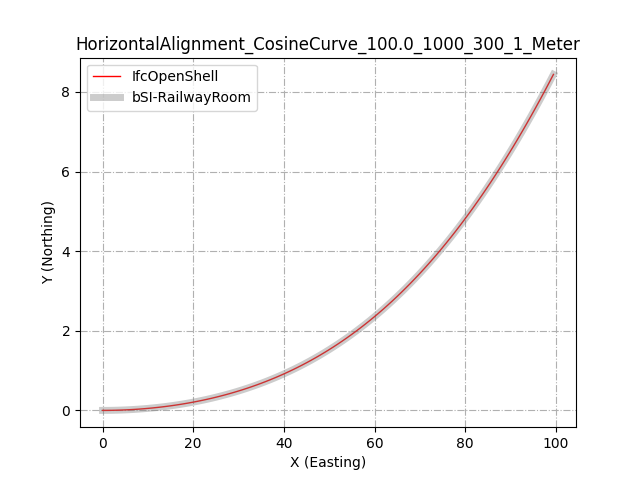 HorizontalAlignment_CosineCurve_100.0_1000_300_1_Meter
IfcOpenShell
bSI-RailwayRoom
Y (Northing)
8
6
4
2
0
0 20 40 60 80 100
X (Easting)